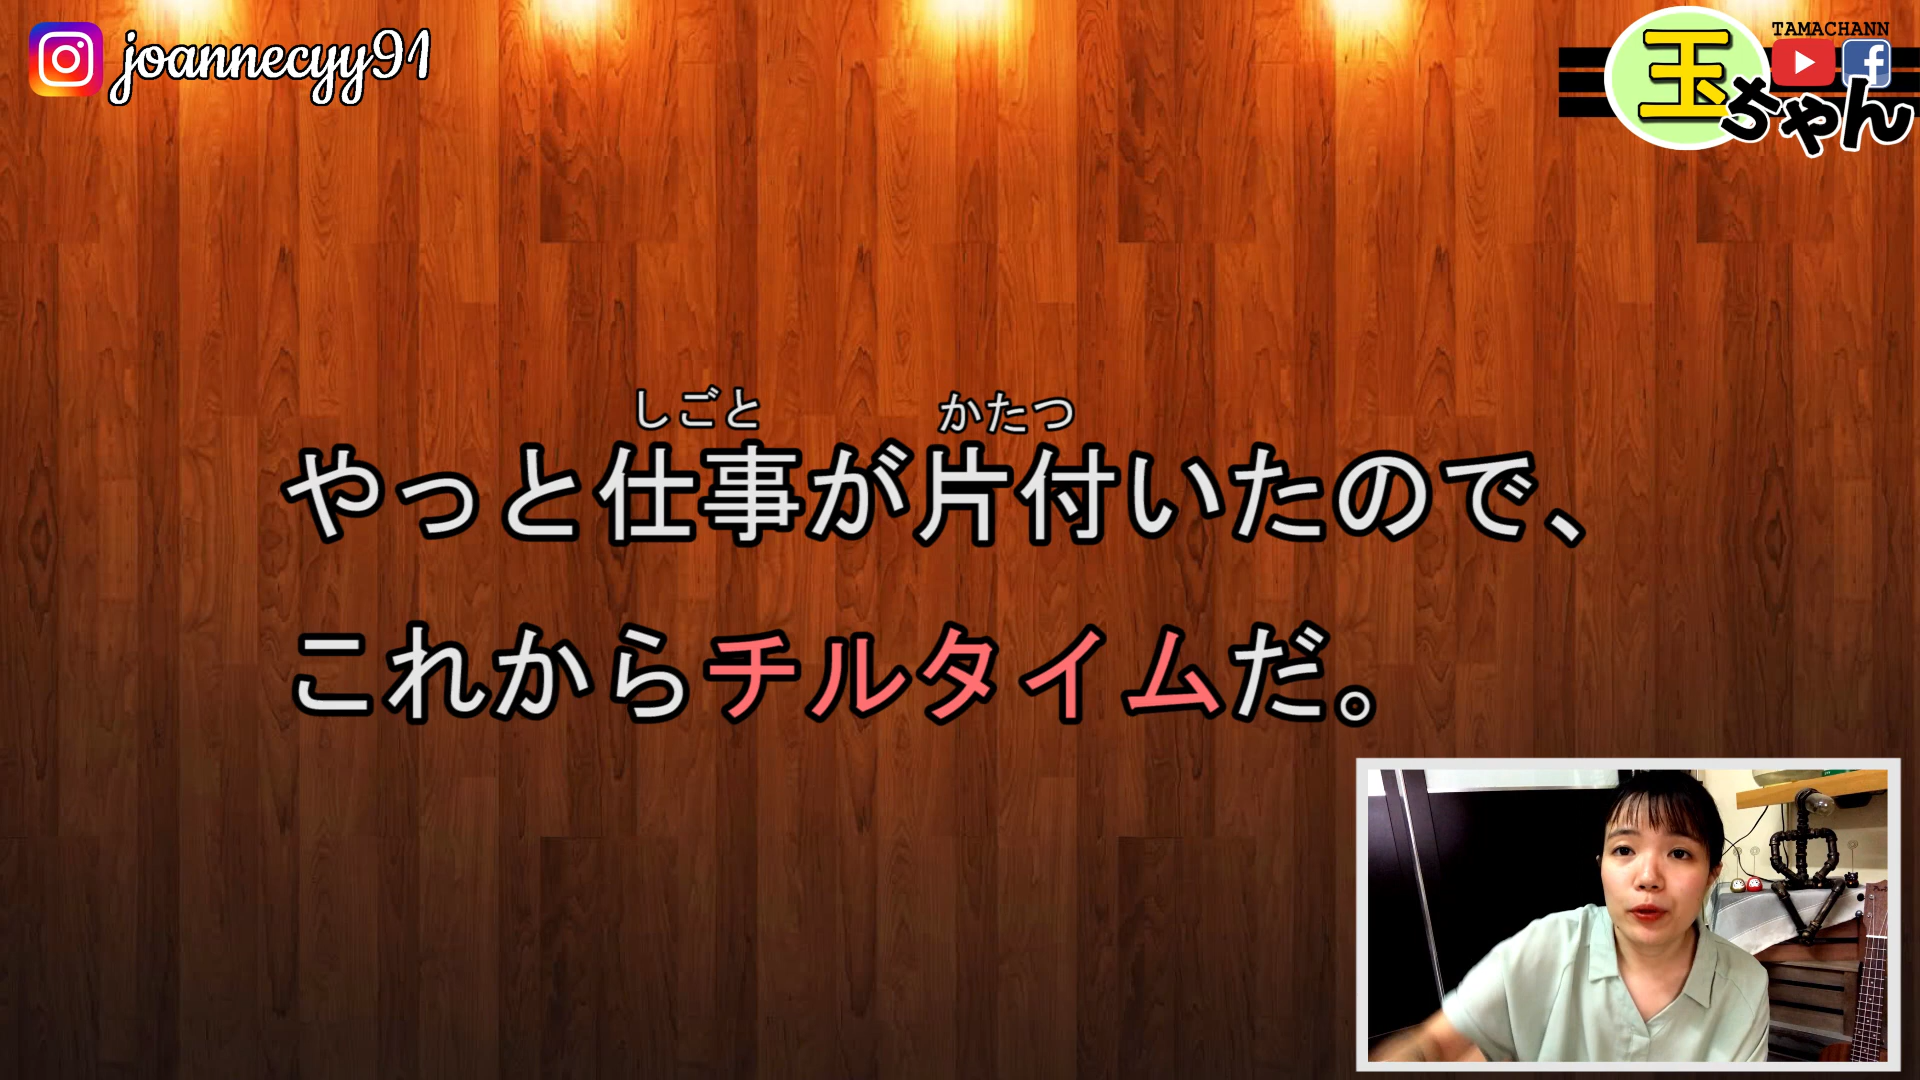 joannecyy91
TAMACHANN
玉ちゃん
しごと かたつ
やっと仕事が片付いたので、
これからチルタイムだ。